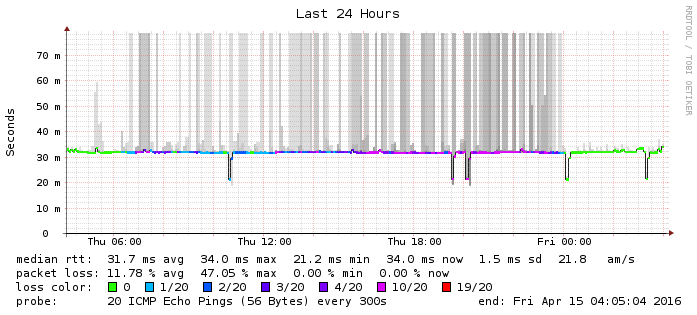 Last 24 Hours
RRDTOOL / TOBI OETIKER
Seconds
70 m
60 m
50 m
40 m
30 m
20 m
10 m
0
Thu 06:00 Thu 12:00 Thu 18:00 Fri 00:00
median rtt: 31.7 ms avg 34.0 ms max 21.2 ms min 34.0 ms now 1.5 ms sd 21.8 am/s
packet loss: 11.78 % avg 47.05 % max 0.00 % min 0.00 % now
loss color: 0 1/20 2/20 3/20 4/20 10/20 19/20
probe: 20 ICMP Echo Pings (56 Bytes) every 300s end: Fri Apr 15 04:05:04 2016